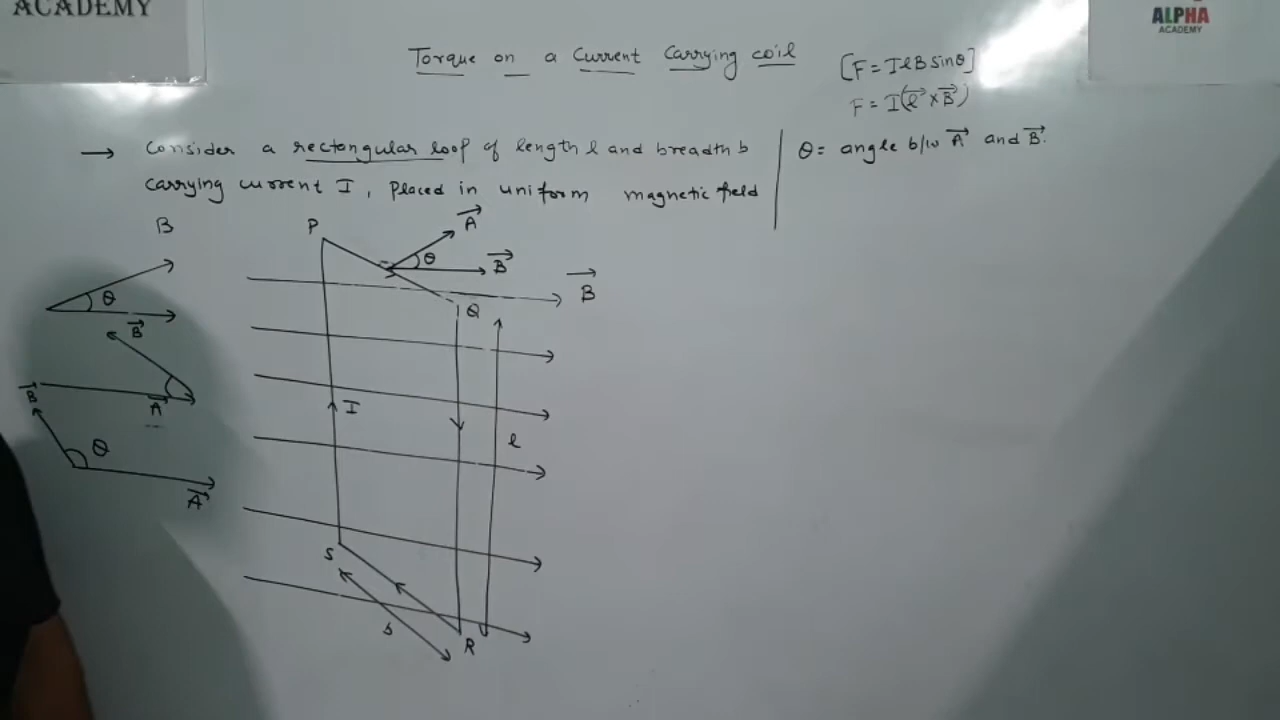 ACADEMY
ALPHA
ACADEMY
Torque on a Current Carrying coil
[F = IlB sinθ]
F = I(l⃗ × B⃗)
→ Consider a rectangular loop of length l and breadth b
carrying current I, placed in uniform magnetic field
θ = angle b/w A⃗ and B⃗.
B
P
A⃗
θ
B⃗
B⃗
θ
B⃗
Q
B⃗
A⃗
I
θ
l
A⃗
S
b
R